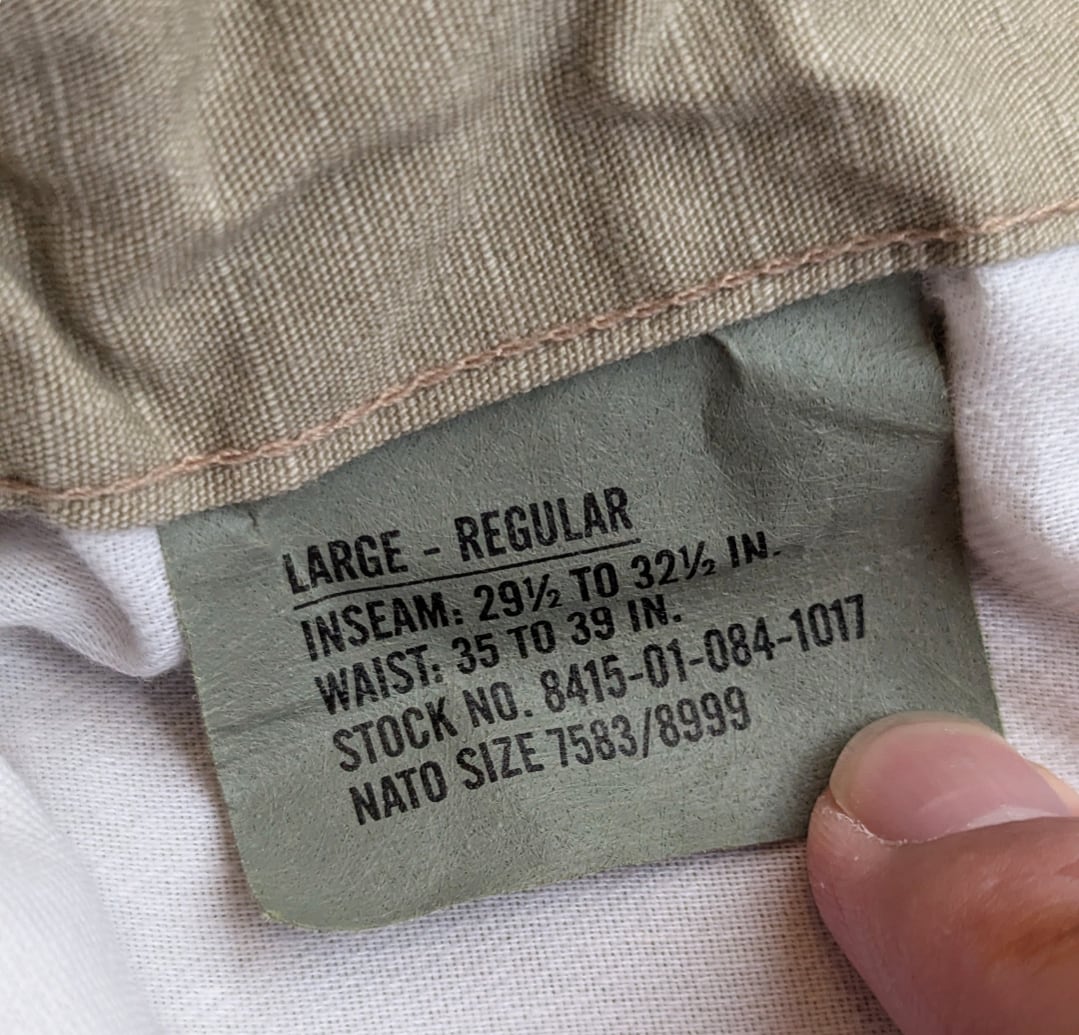 LARGE - REGULAR
INSEAM: 29½ TO 32½ IN.
WAIST: 35 TO 39 IN.
STOCK NO. 8415-01-084-1017
NATO SIZE 7583/8999